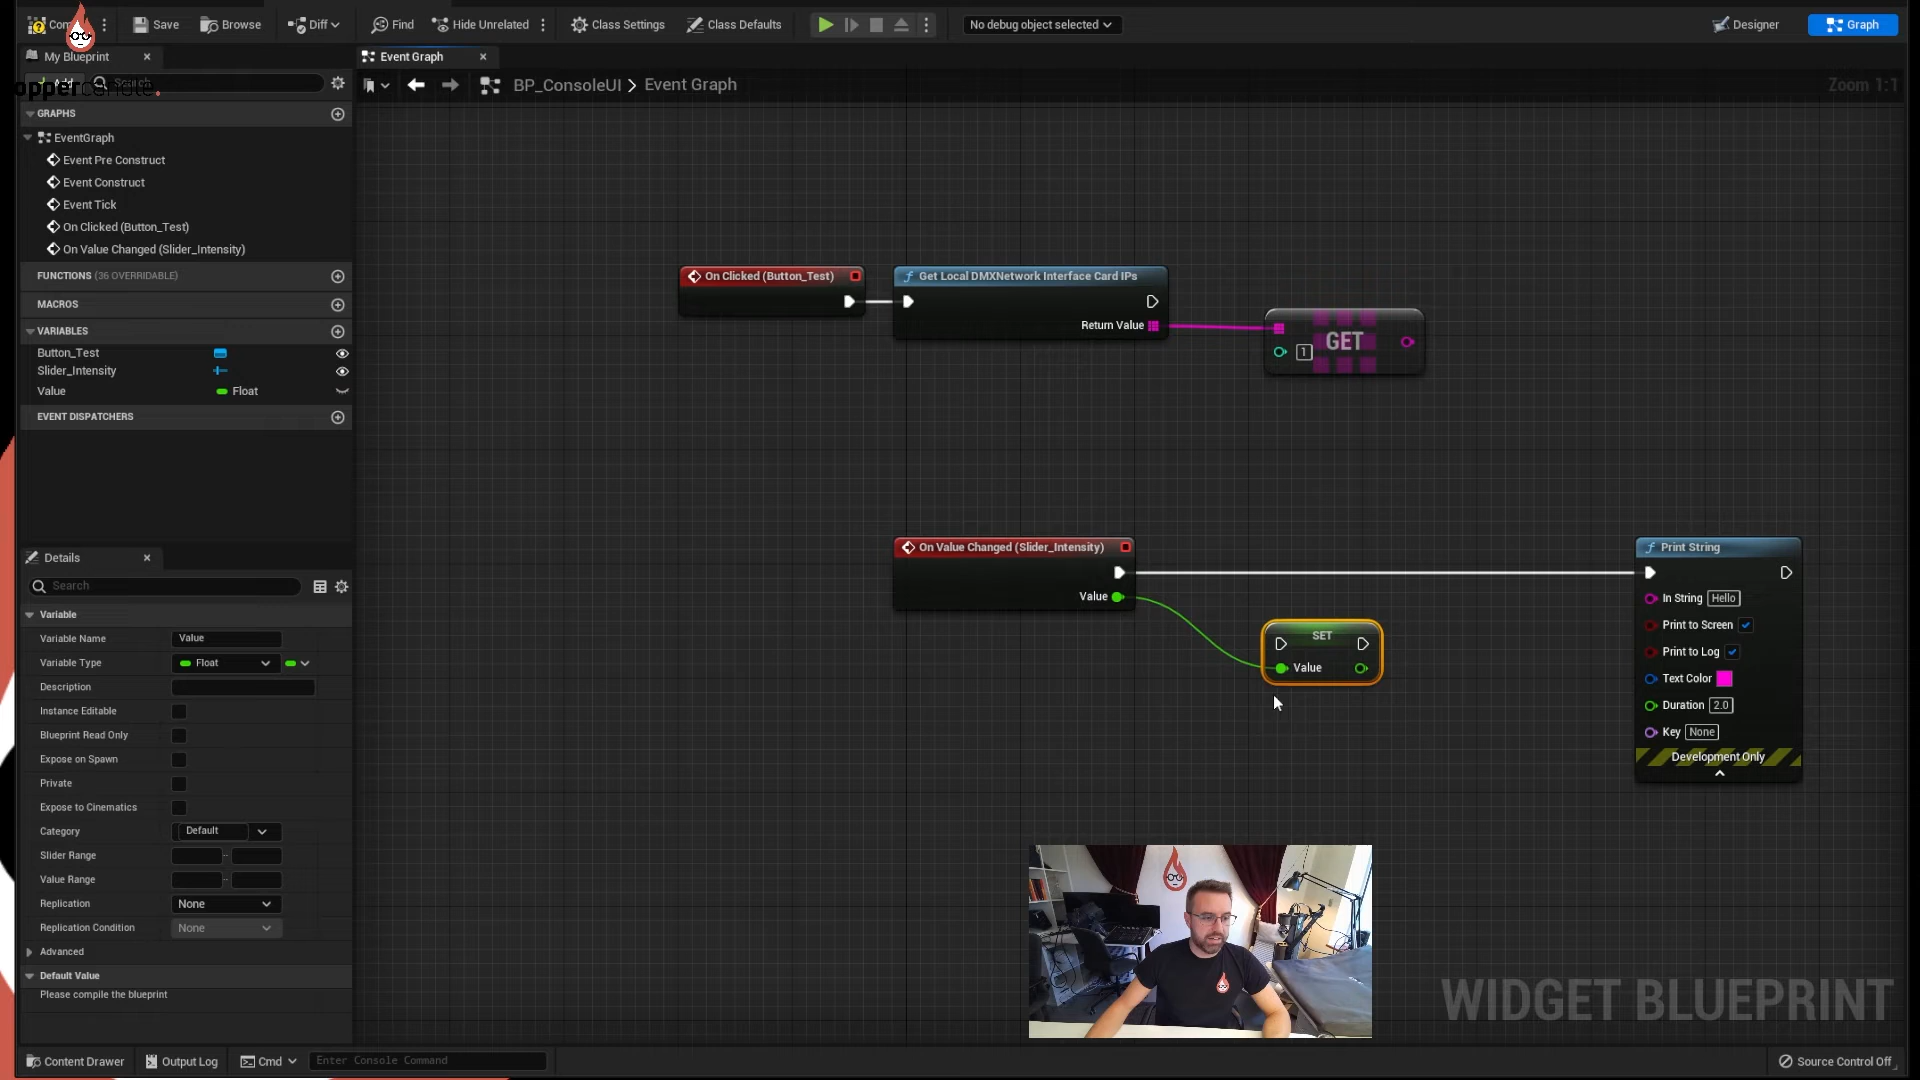 Save
Browse
Diff
Find
Hide Unrelated
Class Settings
Class Defaults
No debug object selected
Designer
Graph
My Blueprint
Event Graph
BP_ConsoleUI > Event Graph
Zoom 1:1
GRAPHS
EventGraph
Event Pre Construct
Event Construct
Event Tick
On Clicked (Button_Test)
On Value Changed (Slider_Intensity)
FUNCTIONS (36 OVERRIDABLE)
MACROS
VARIABLES
Button_Test
Slider_Intensity
Value Float
EVENT DISPATCHERS
Details
Search
Variable
Variable Name Value
Variable Type Float
Description
Instance Editable
Blueprint Read Only
Expose on Spawn
Private
Expose to Cinematics
Category Default
Slider Range
Value Range
Replication None
Replication Condition None
Advanced
Default Value
Please compile the blueprint
On Clicked (Button_Test)
Get Local DMXNetwork Interface Card IPs
Return Value
1
GET
On Value Changed (Slider_Intensity)
Value
SET
Value
Print String
In String Hello
Print to Screen
Print to Log
Text Color
Duration 2.0
Key None
Development Only
WIDGET BLUEPRINT
Content Drawer
Output Log
Cmd
Enter Console Command
Source Control Off